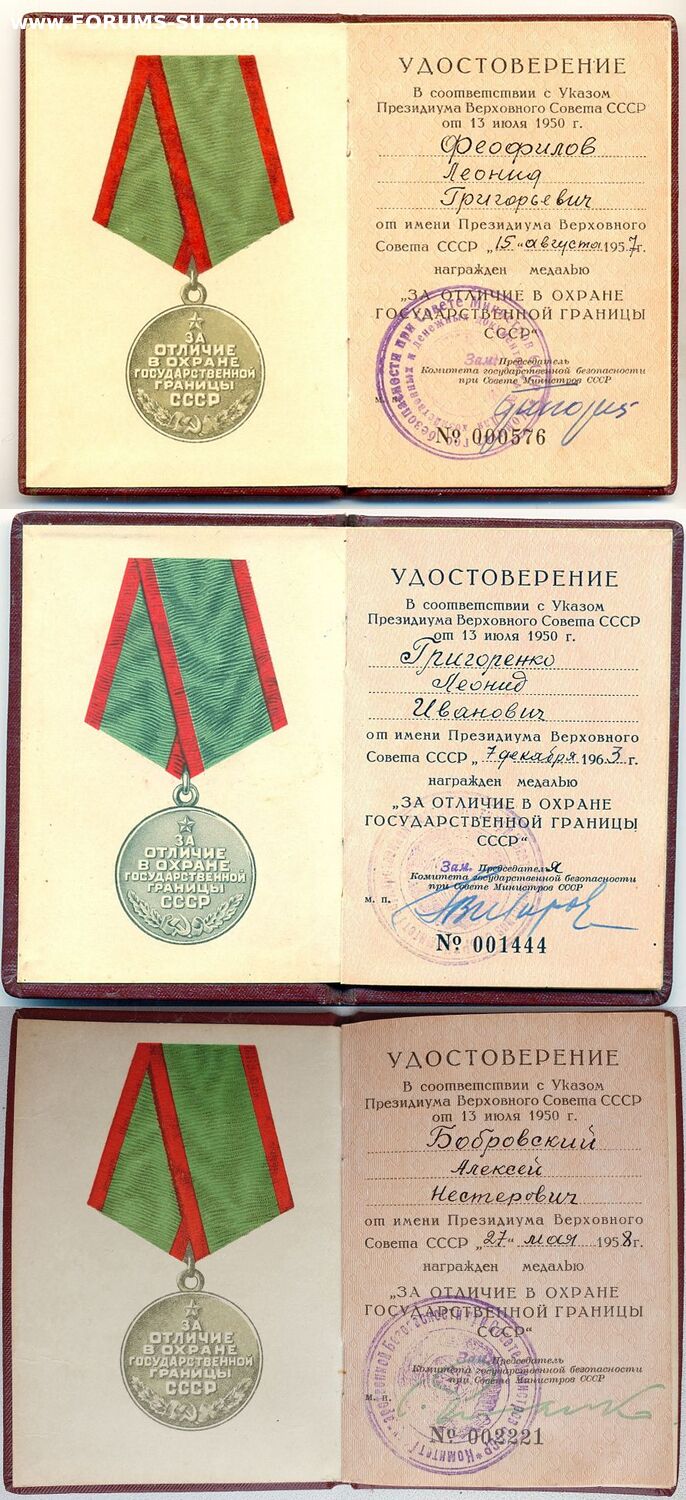 www.FORUMS-SU.com
ЗА
ОТЛИЧИЕ
В ОХРАНЕ
ГОСУДАРСТВЕННОЙ
ГРАНИЦЫ
СССР
УДОСТОВЕРЕНИЕ
В соответствии с Указом
Президиума Верховного Совета СССР
от 13 июля 1950 г.
Феофилов
Леонид
Григорьевич
от имени Президиума Верховного
Совета СССР „15“ августа 1957г.
награжден медалью
„ЗА ОТЛИЧИЕ В ОХРАНЕ
ГОСУДАРСТВЕННОЙ ГРАНИЦЫ
СССР“
Зам. Председатель
Комитета государственной безопасности
при Совете Министров СССР
м. п.
№ 000576
ЗА
ОТЛИЧИЕ
В ОХРАНЕ
ГОСУДАРСТВЕННОЙ
ГРАНИЦЫ
СССР
УДОСТОВЕРЕНИЕ
В соответствии с Указом
Президиума Верховного Совета СССР
от 13 июля 1950 г.
Григоренко
Леонид
Иванович
от имени Президиума Верховного
Совета СССР „7 декабря 1963 г.
награжден медалью
„ЗА ОТЛИЧИЕ В ОХРАНЕ
ГОСУДАРСТВЕННОЙ ГРАНИЦЫ
СССР“
Зам. Председателя
Комитета государственной безопасности
при Совете Министров СССР
м. п.
№ 001444
ЗА
ОТЛИЧИЕ
В ОХРАНЕ
ГОСУДАРСТВЕННОЙ
ГРАНИЦЫ
СССР
УДОСТОВЕРЕНИЕ
В соответствии с Указом
Президиума Верховного Совета СССР
от 13 июля 1950 г.
Бобровский
Алексей
Нестерович
от имени Президиума Верховного
Совета СССР „27“ мая 1958г.
награжден медалью
„ЗА ОТЛИЧИЕ В ОХРАНЕ
ГОСУДАРСТВЕННОЙ ГРАНИЦЫ
СССР“
Зам. Председатель
Комитета государственной безопасности
при Совете Министров СССР
м. п.
№ 002221